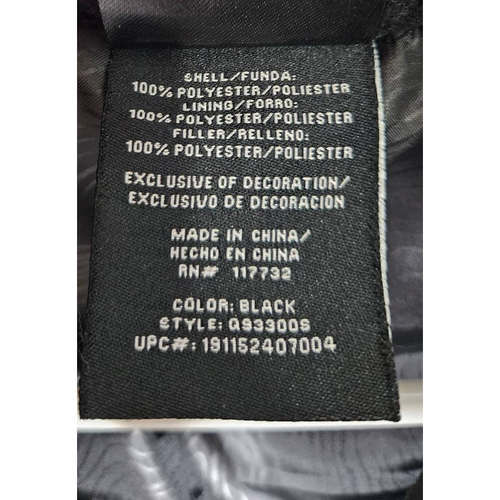 SHELL/FUNDA:
100% POLYESTER/POLIESTER
LINING/FORRO:
100% POLYESTER/POLIESTER
FILLER/RELLENO:
100% POLYESTER/POLIESTER
EXCLUSIVE OF DECORATION/
EXCLUSIVO DE DECORACION
MADE IN CHINA/
HECHO EN CHINA
RN# 117732
COLOR: BLACK
STYLE: Q93300S
UPC#: 191152407004